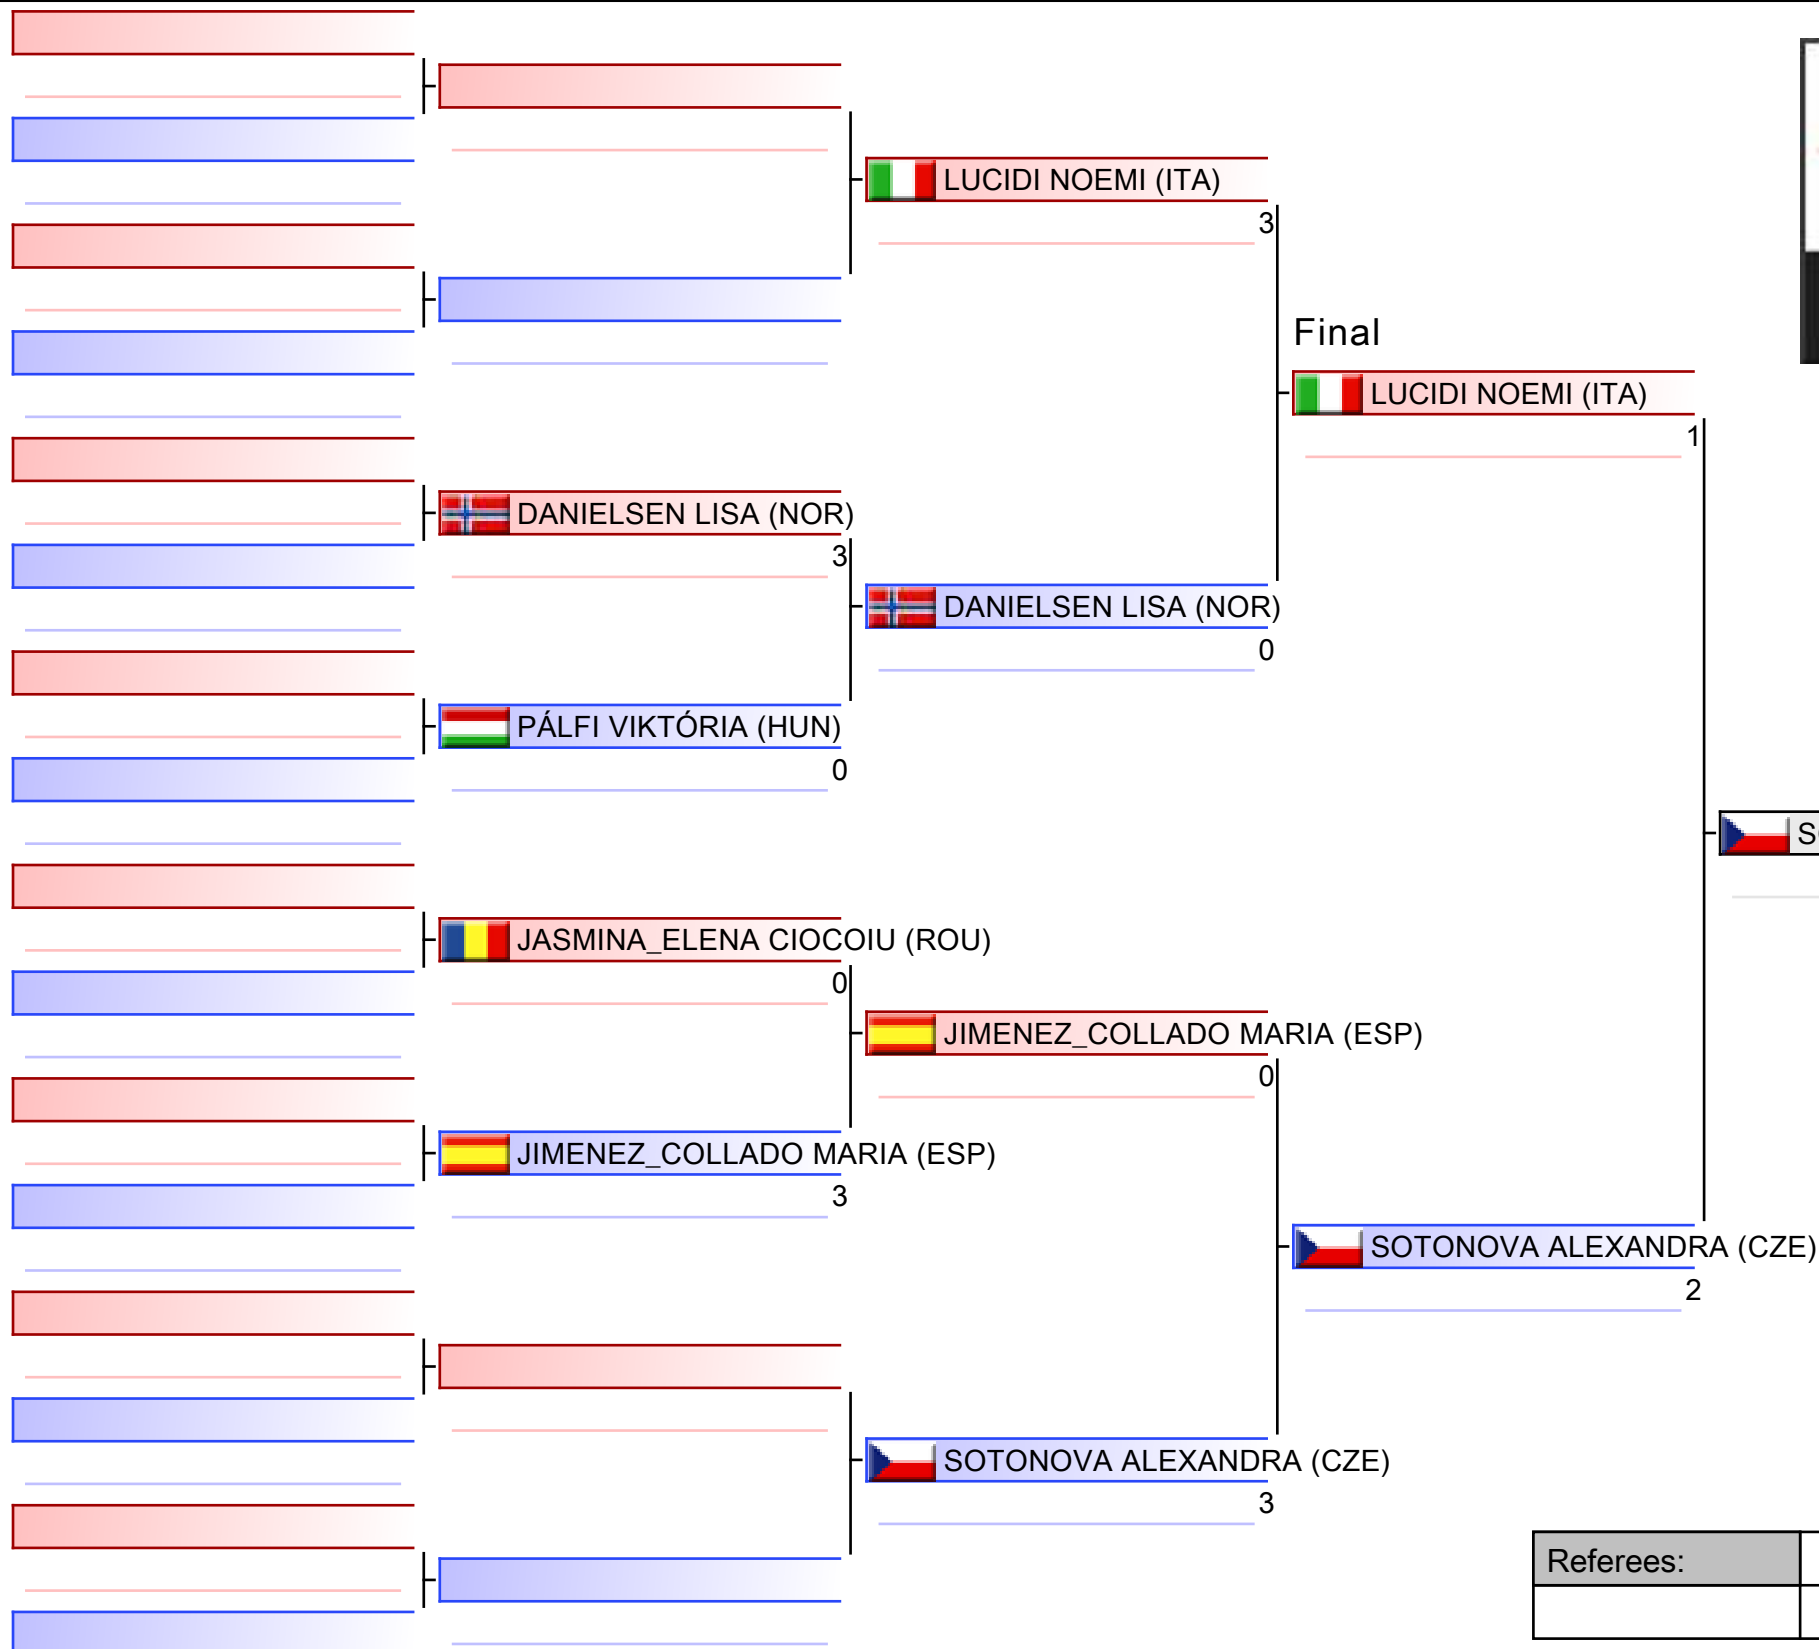 LUCIDI NOEMI (ITA)
3
Final
LUCIDI NOEMI (ITA)
1
DANIELSEN LISA (NOR)
3
DANIELSEN LISA (NOR)
0
PÁLFI VIKTÓRIA (HUN)
0
JASMINA_ELENA CIOCOIU (ROU)
0
JIMENEZ_COLLADO MARIA (ESP)
0
JIMENEZ_COLLADO MARIA (ESP)
3
SOTONOVA ALEXANDRA (CZE)
2
SOTONOVA ALEXANDRA (CZE)
3
Referees: